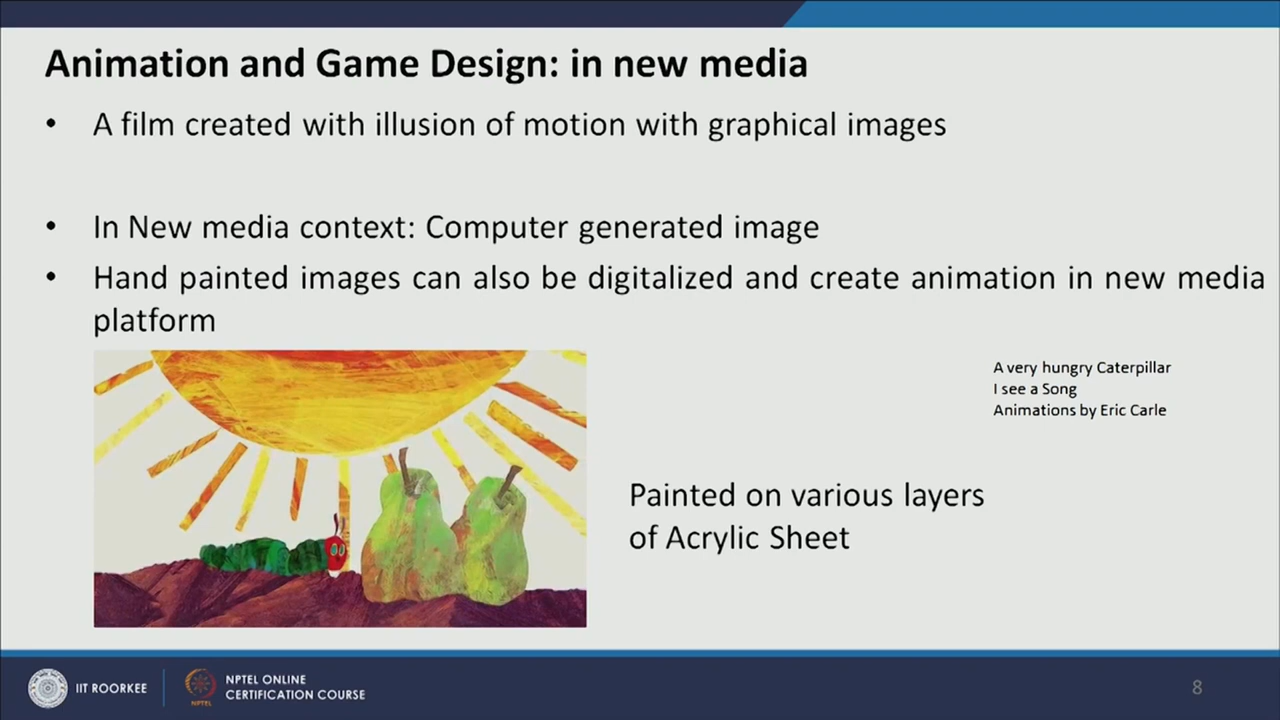 Animation and Game Design: in new media
• A film created with illusion of motion with graphical images
• In New media context: Computer generated image
• Hand painted images can also be digitalized and create animation in new media
platform
A very hungry Caterpillar
I see a Song
Animations by Eric Carle
Painted on various layers
of Acrylic Sheet
IIT ROORKEE
NPTEL
NPTEL ONLINE
CERTIFICATION COURSE
8